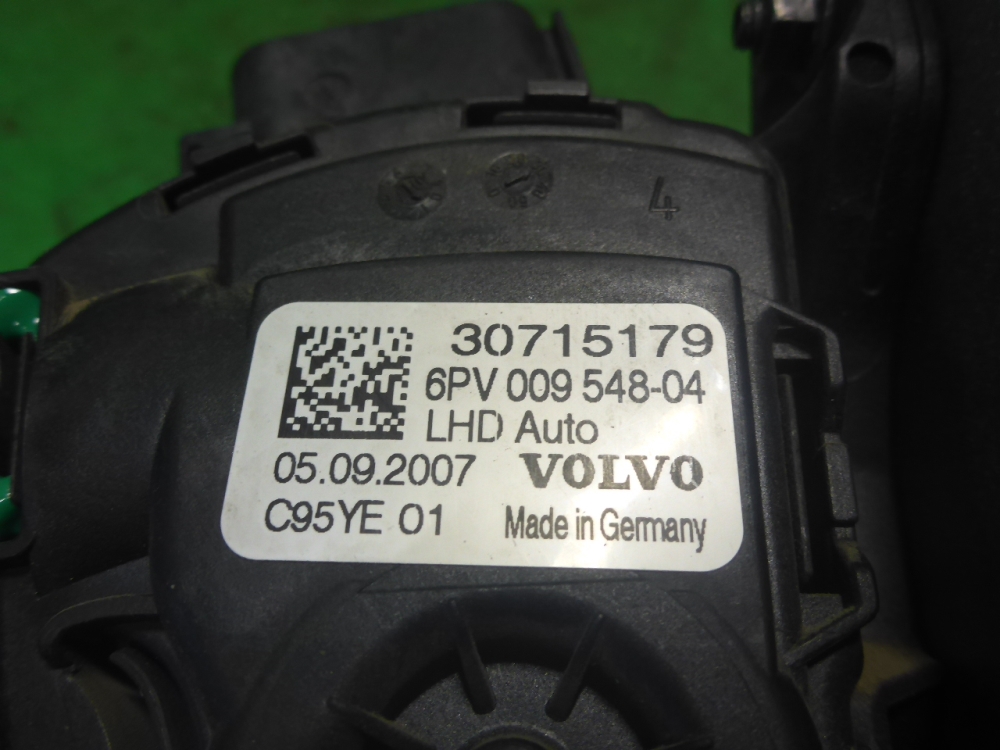 4
30715179
6PV 009 548-04
LHD Auto
05.09.2007 VOLVO
C95YE 01 Made in Germany